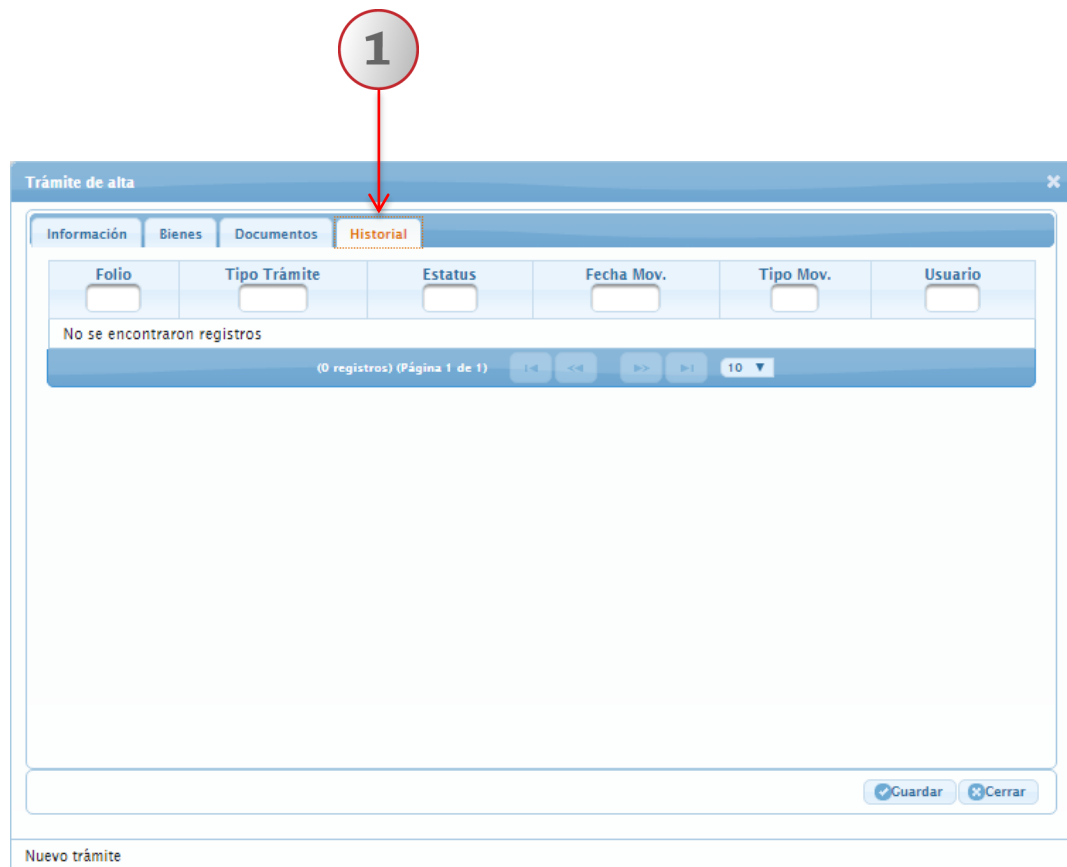 1
Trámite de alta
Información Bienes Documentos Historial
Folio Tipo Trámite Estatus Fecha Mov. Tipo Mov. Usuario
No se encontraron registros
(0 registros) (Página 1 de 1) 10
Guardar Cerrar
Nuevo trámite